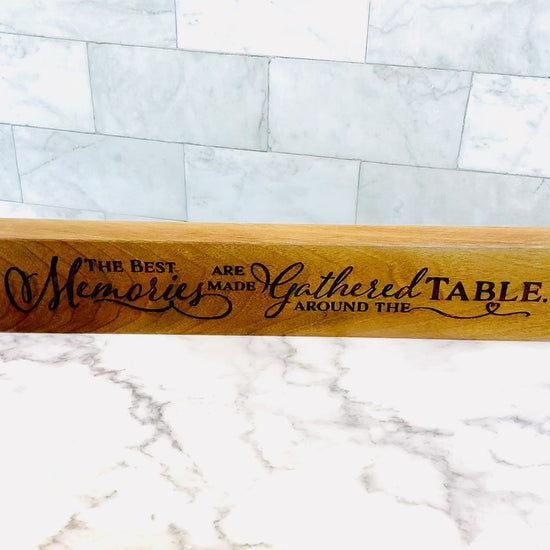 The Best Memories are made Gathered around the Table.